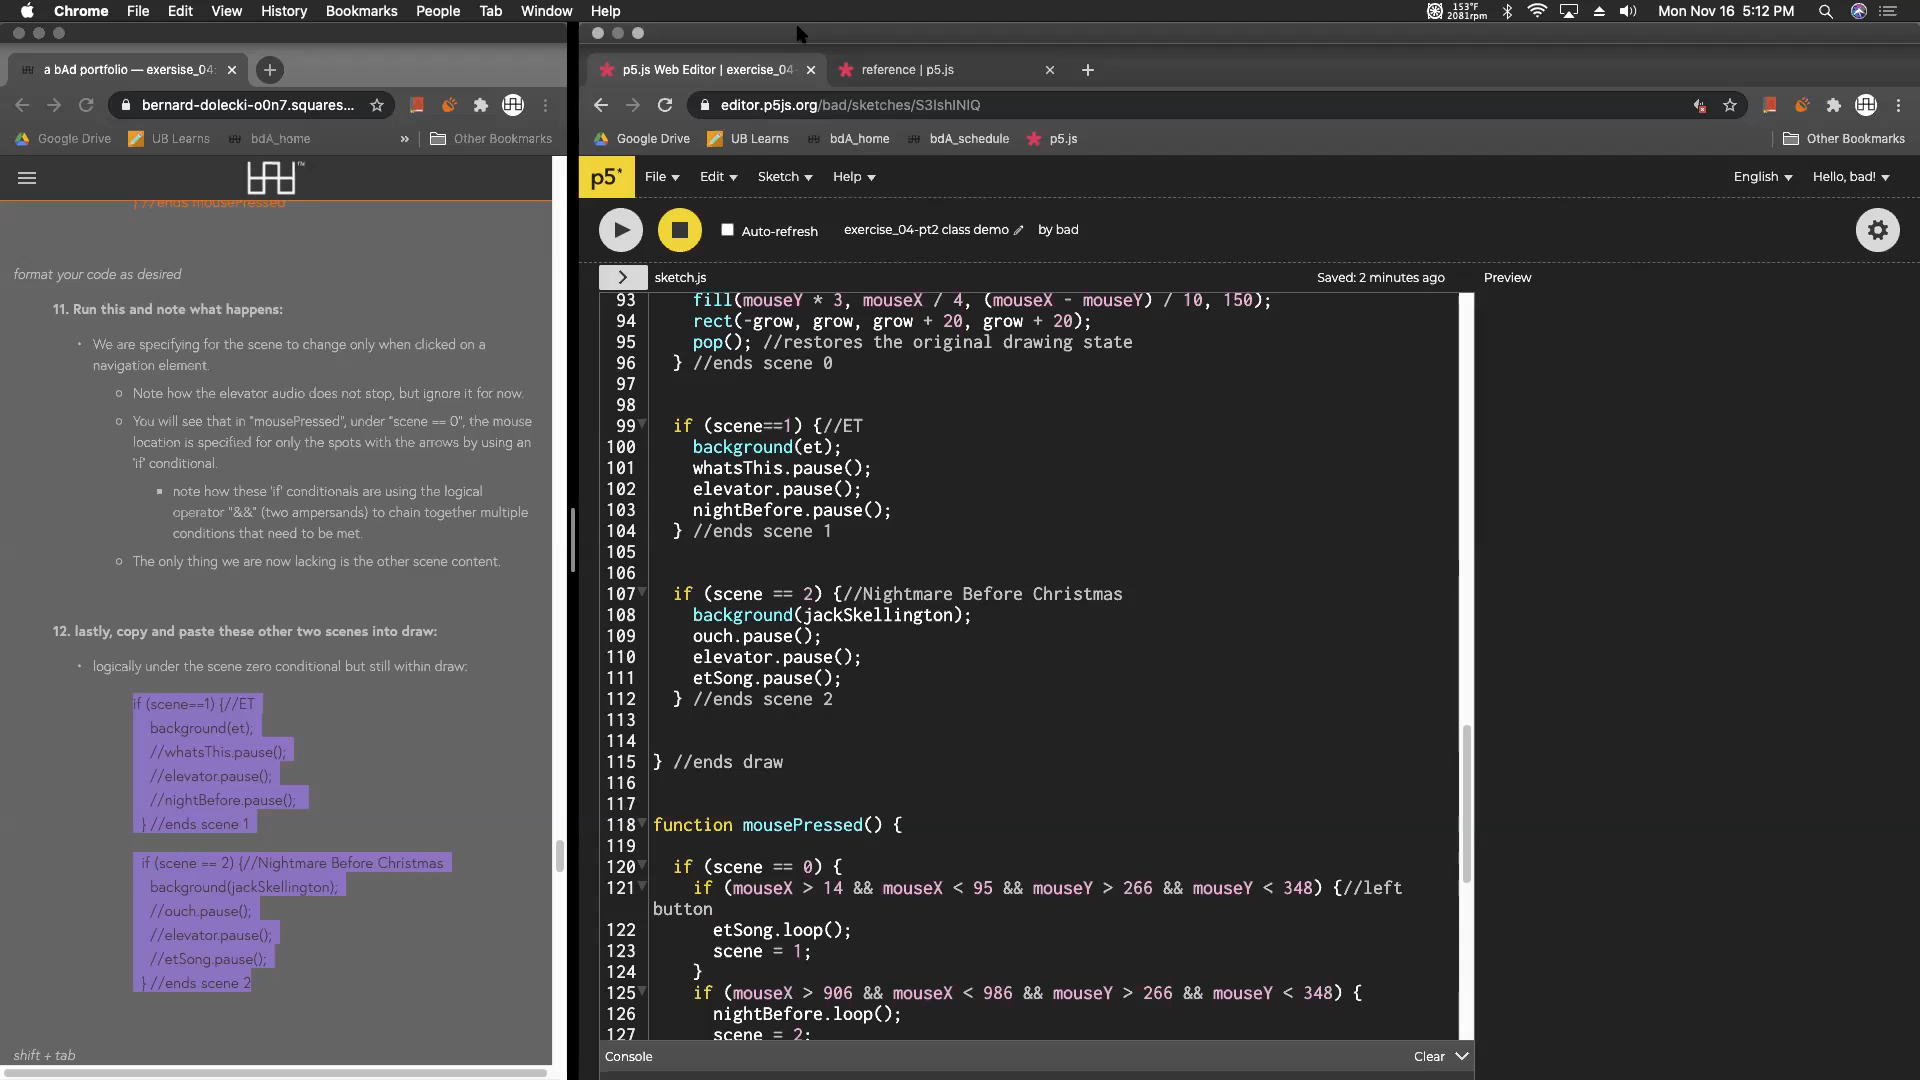 Chrome File Edit View History Bookmarks People Tab Window Help
153°F
2081rpm
Mon Nov 16 5:12 PM
a bAd portfolio — exersise_04:
bernard-dolecki-o0n7.squares...
Google Drive UB Learns bdA_home » Other Bookmarks
} //ends mousePressed
format your code as desired
11. Run this and note what happens:
• We are specifying for the scene to change only when clicked on a
navigation element.
Note how the elevator audio does not stop, but ignore it for now.
You will see that in "mousePressed", under "scene == 0", the mouse
location is specified for only the spots with the arrows by using an
'if' conditional.
note how these 'if' conditionals are using the logical
operator "&&" (two ampersands) to chain together multiple
conditions that need to be met.
The only thing we are now lacking is the other scene content.
12. lastly, copy and paste these other two scenes into draw:
• logically under the scene zero conditional but still within draw:
if (scene==1) {//ET
background(et);
//whatsThis.pause();
//elevator.pause();
//nightBefore.pause();
} //ends scene 1
if (scene == 2) {//Nightmare Before Christmas
background(jackSkellington);
//ouch.pause();
//elevator.pause();
//etSong.pause();
} //ends scene 2
shift + tab
p5.js Web Editor | exercise_04-
reference | p5.js
editor.p5js.org/bad/sketches/S3IshINIQ
Google Drive UB Learns bdA_home bdA_schedule p5.js Other Bookmarks
p5* File Edit Sketch Help English Hello, bad!
Auto-refresh exercise_04-pt2 class demo by bad
sketch.js Saved: 2 minutes ago Preview
93 fill(mouseY * 3, mouseX / 4, (mouseX - mouseY) / 10, 150);
94 rect(-grow, grow, grow + 20, grow + 20);
95 pop(); //restores the original drawing state
96 } //ends scene 0
97
98
99 if (scene==1) {//ET
100 background(et);
101 whatsThis.pause();
102 elevator.pause();
103 nightBefore.pause();
104 } //ends scene 1
105
106
107 if (scene == 2) {//Nightmare Before Christmas
108 background(jackSkellington);
109 ouch.pause();
110 elevator.pause();
111 etSong.pause();
112 } //ends scene 2
113
114
115 } //ends draw
116
117
118 function mousePressed() {
119
120 if (scene == 0) {
121 if (mouseX > 14 && mouseX < 95 && mouseY > 266 && mouseY < 348) {//left
button
122 etSong.loop();
123 scene = 1;
124 }
125 if (mouseX > 906 && mouseX < 986 && mouseY > 266 && mouseY < 348) {
126 nightBefore.loop();
127 scene = 2;
Console Clear